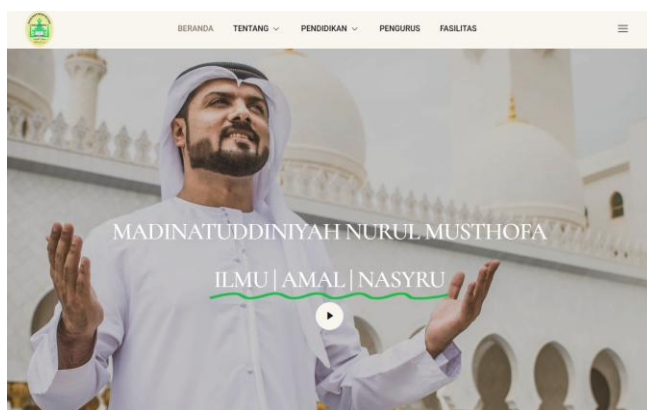 BERANDA TENTANG PENDIDIKAN PENGURUS FASILITAS
MADINATUDDINIYAH NURUL MUSTHOFA
ILMU | AMAL | NASYRU